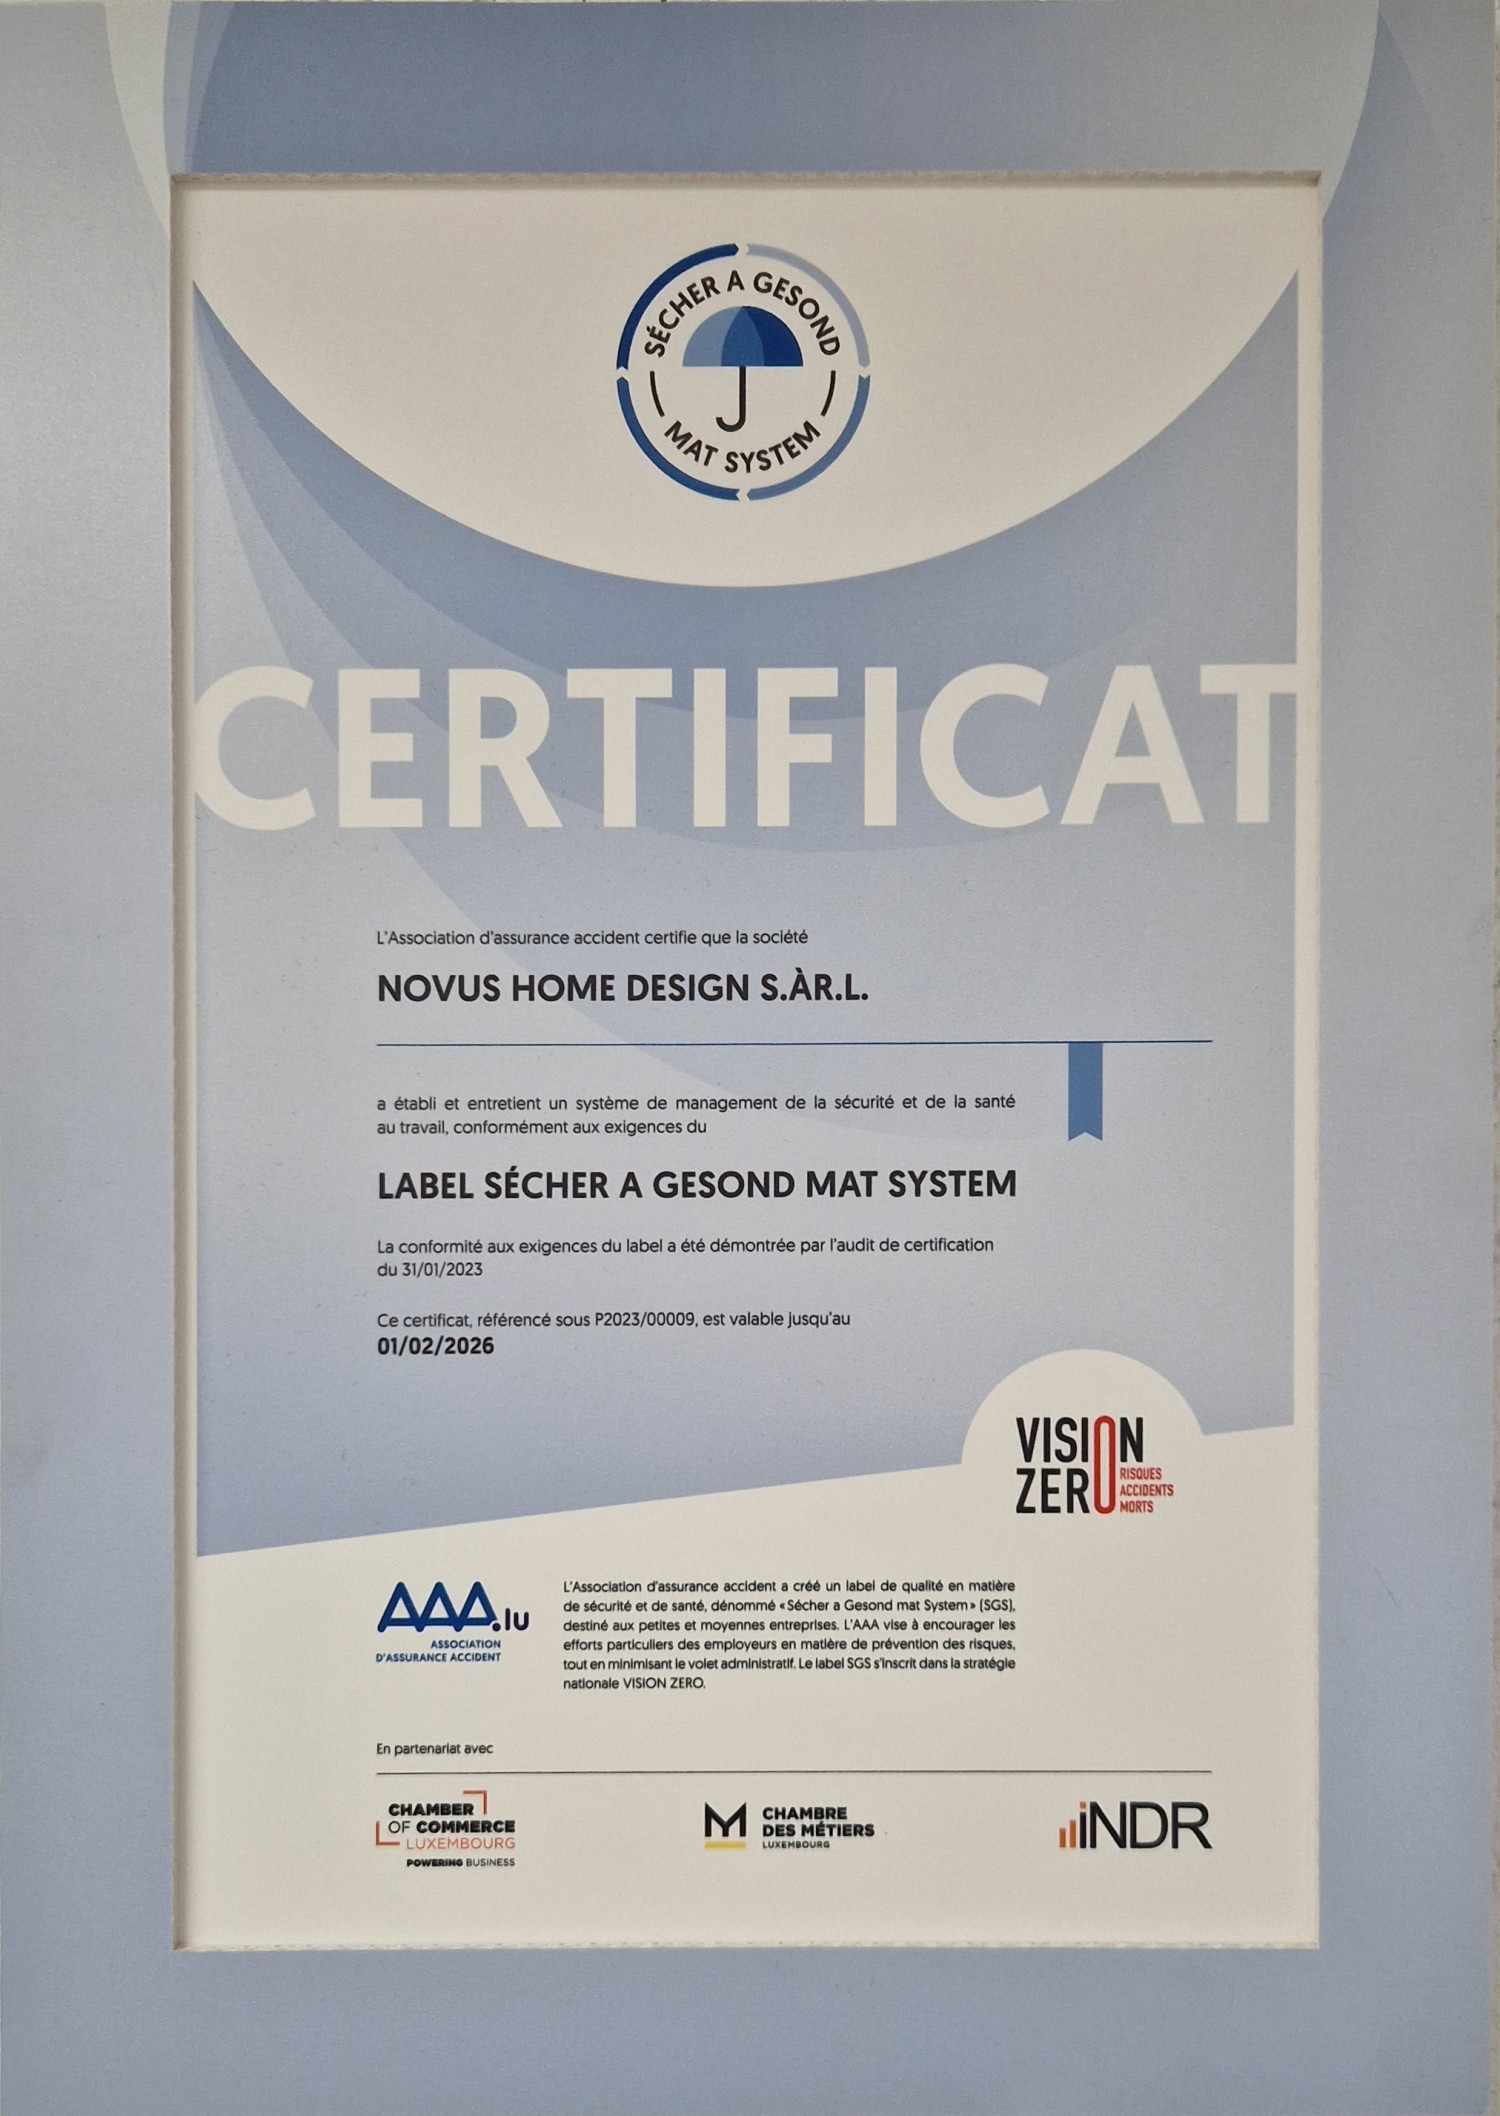 SÉCHER A GESOND
MAT SYSTEM
CERTIFICAT
L'Association d'assurance accident certifie que la société
NOVUS HOME DESIGN S.ÀR.L.
a établi et entretient un système de management de la sécurité et de la santé
au travail, conformément aux exigences du
LABEL SÉCHER A GESOND MAT SYSTEM
La conformité aux exigences du label a été démontrée par l'audit de certification
du 31/01/2023
Ce certificat, référencé sous P2023/00009, est valable jusqu'au
01/02/2026
VISION
ZERO
RISQUES
ACCIDENTS
MORTS
AAA.lu
ASSOCIATION
D'ASSURANCE ACCIDENT
L'Association d'assurance accident a créé un label de qualité en matière
de sécurité et de santé, dénommé «Sécher a Gesond mat System» (SGS),
destiné aux petites et moyennes entreprises. L'AAA vise à encourager les
efforts particuliers des employeurs en matière de prévention des risques,
tout en minimisant le volet administratif. Le label SGS s'inscrit dans la stratégie
nationale VISION ZERO.
En partenariat avec
CHAMBER
OF COMMERCE
LUXEMBOURG
POWERING BUSINESS
CHAMBRE
DES MÉTIERS
LUXEMBOURG
iNDR